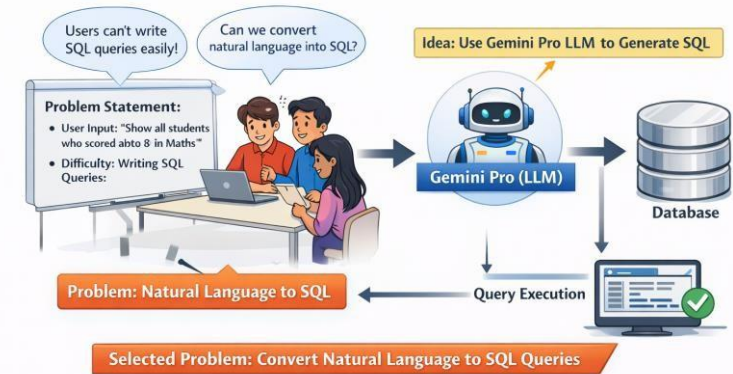 Users can't write
SQL queries easily!
Can we convert
natural language into SQL?
Idea: Use Gemini Pro LLM to Generate SQL
Problem Statement:
• User Input: "Show all students
who scored abto 8 in Maths"
• Difficulty: Writing SQL
Queries:
Gemini Pro (LLM)
Database
Problem: Natural Language to SQL
Query Execution
Selected Problem: Convert Natural Language to SQL Queries